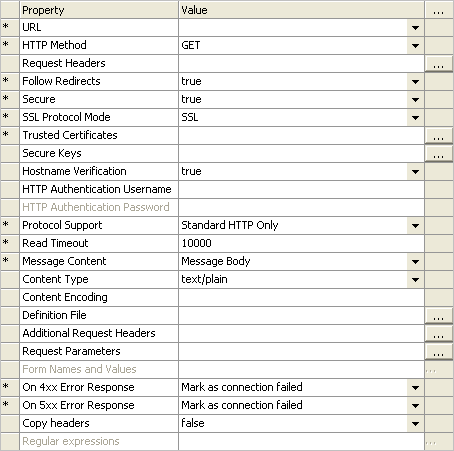 Property Value ...
* URL
* HTTP Method GET
Request Headers ...
* Follow Redirects true
* Secure true
* SSL Protocol Mode SSL
* Trusted Certificates ...
Secure Keys ...
Hostname Verification true
HTTP Authentication Username
HTTP Authentication Password
* Protocol Support Standard HTTP Only
* Read Timeout 10000
* Message Content Message Body
Content Type text/plain
Content Encoding
Definition File ...
Additional Request Headers ...
Request Parameters ...
Form Names and Values ...
* On 4xx Error Response Mark as connection failed
* On 5xx Error Response Mark as connection failed
Copy headers false
Regular expressions ...